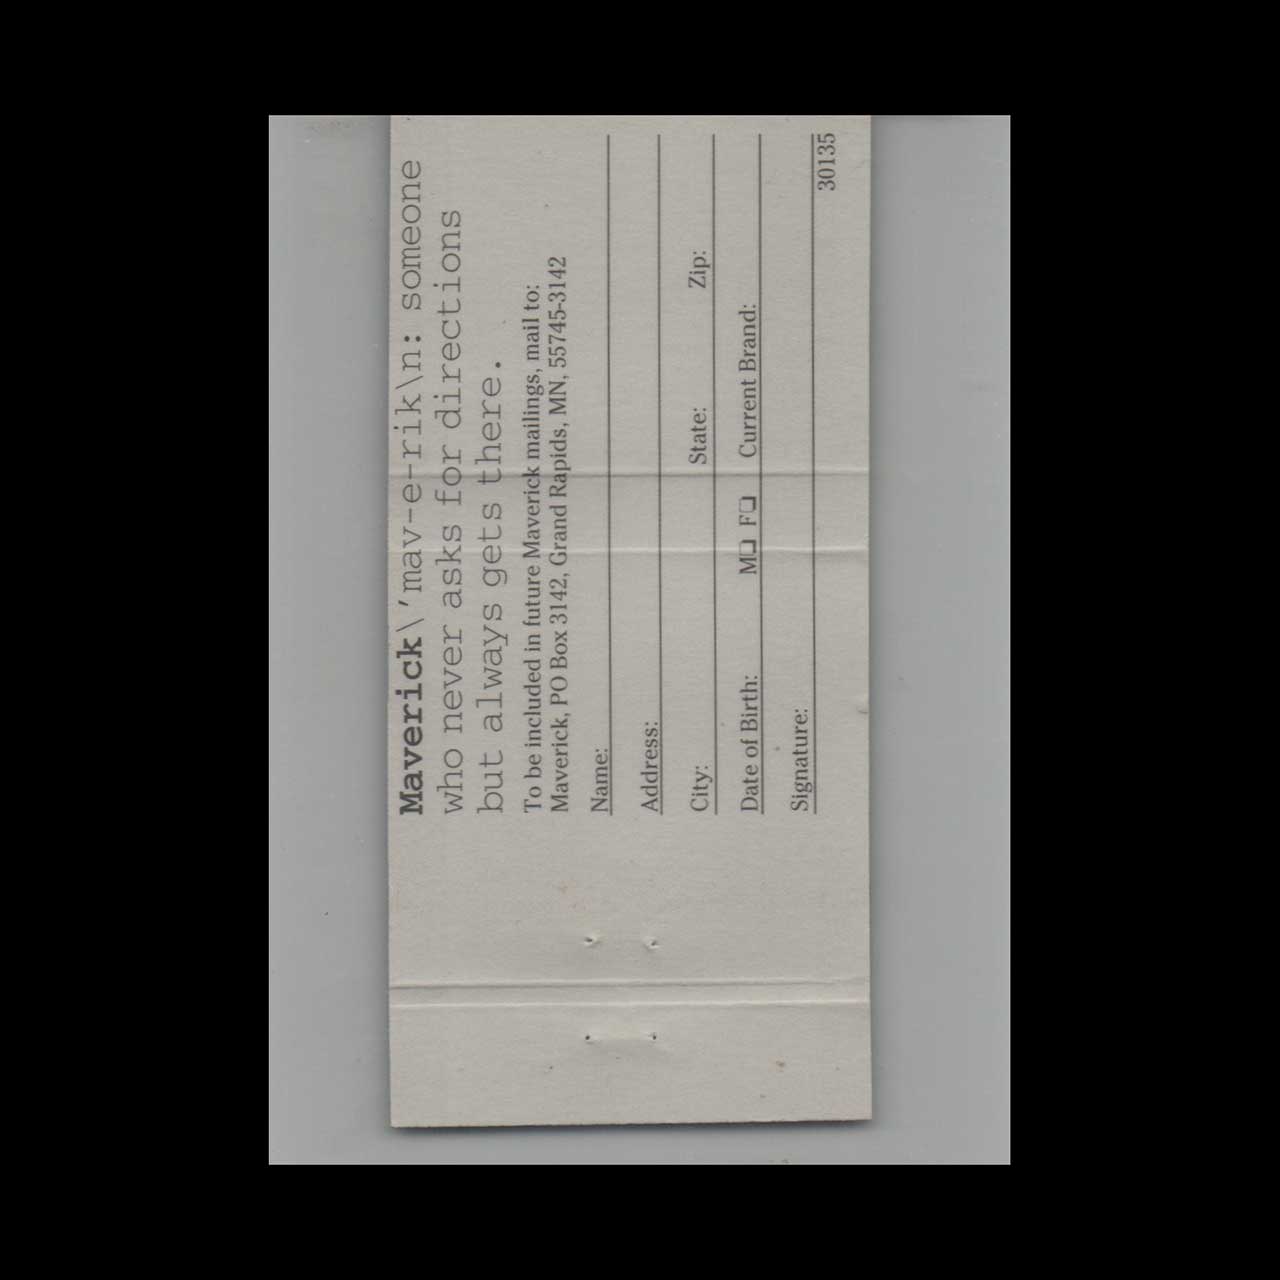 Maverick\'mav-e-rik\n: someone
who never asks for directions
but always gets there.
To be included in future Maverick mailings, mail to:
Maverick, PO Box 3142, Grand Rapids, MN, 55745-3142
Name:
Address:
City: State: Zip:
Date of Birth: M❏ F❏ Current Brand:
Signature:
30135